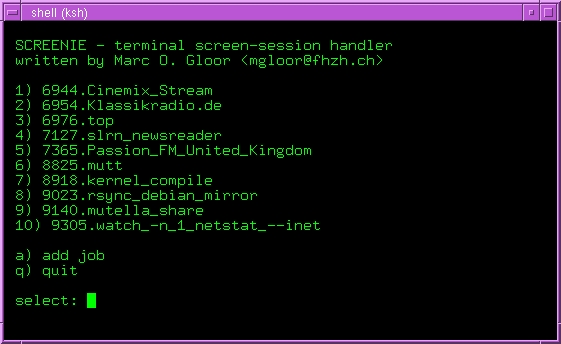 shell (ksh)
SCREENIE - terminal screen-session handler
written by Marc O. Gloor <mgloor@fhzh.ch>
1) 6944.Cinemix_Stream
2) 6954.Klassikradio.de
3) 6976.top
4) 7127.slrn_newsreader
5) 7365.Passion_FM_United_Kingdom
6) 8825.mutt
7) 8918.kernel_compile
8) 9023.rsync_debian_mirror
9) 9140.mutella_share
10) 9305.watch_-n_1_netstat_--inet
a) add job
q) quit
select: